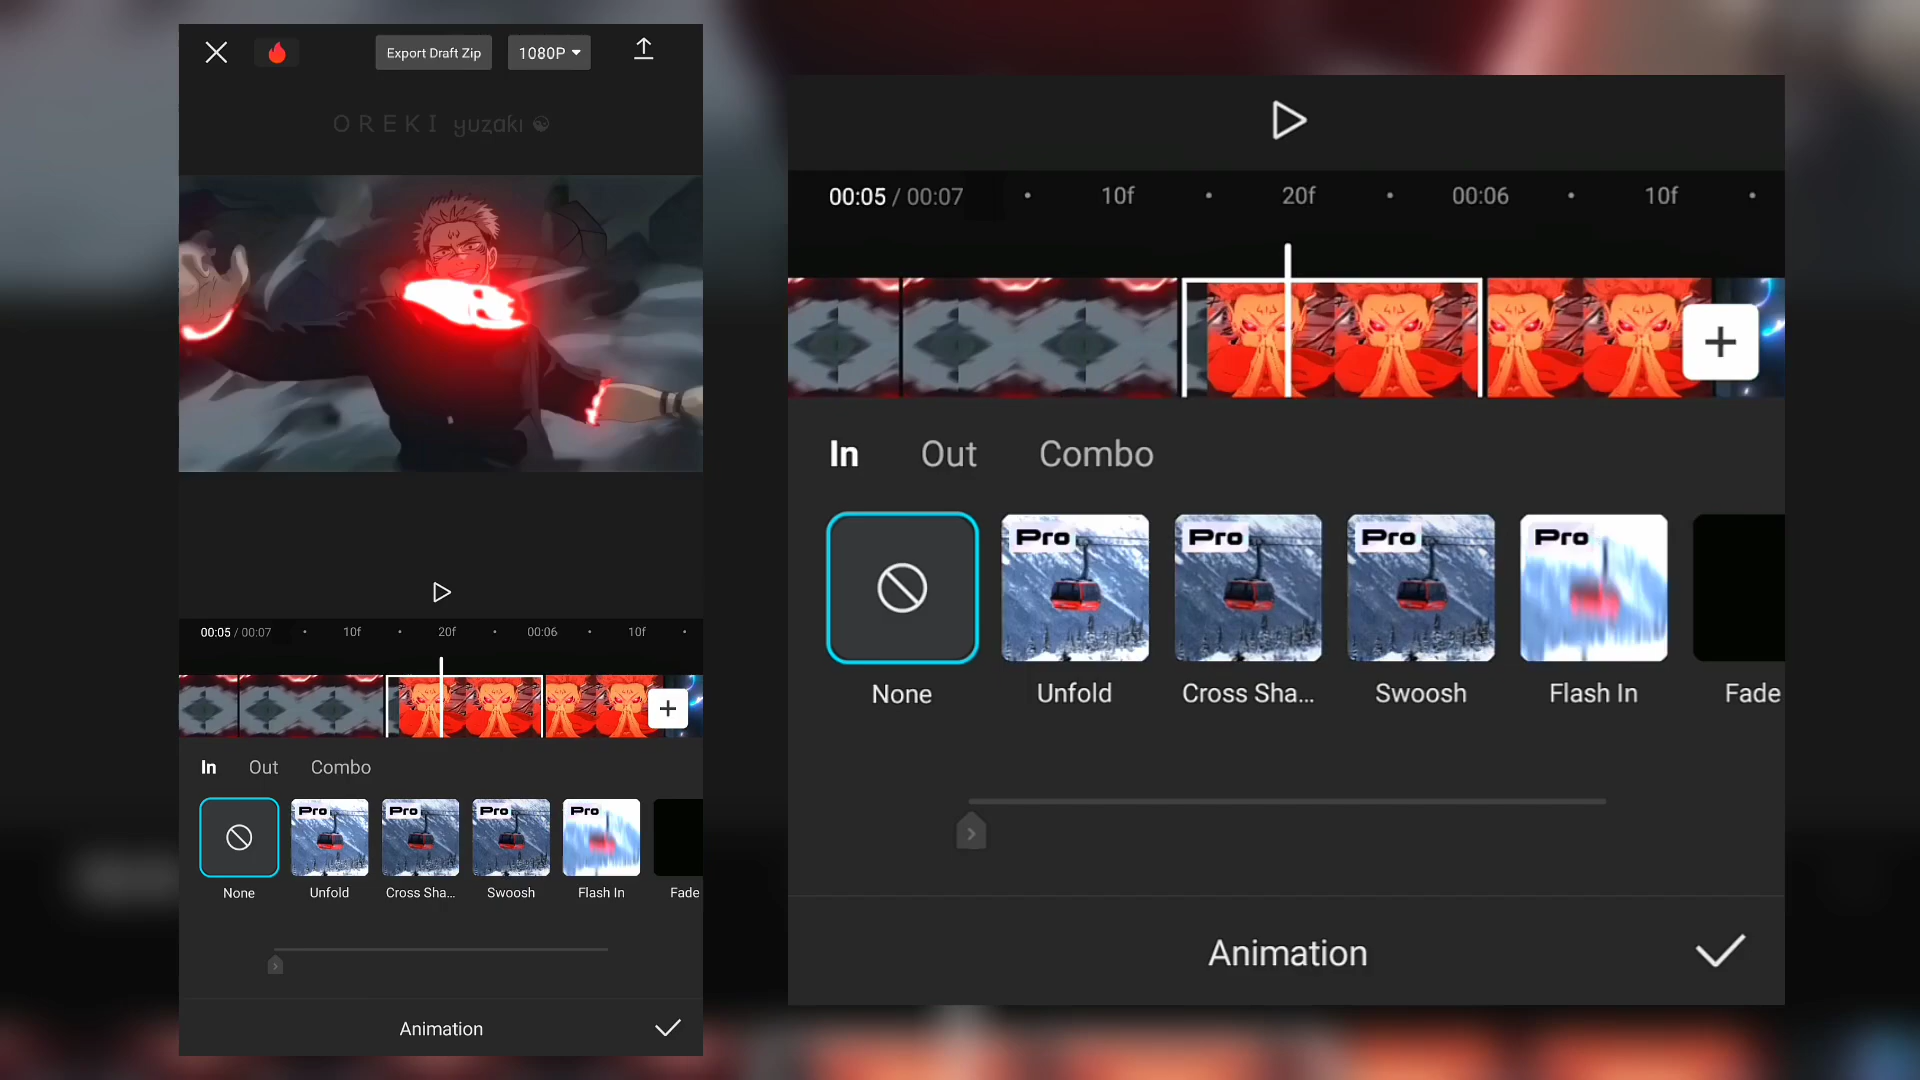 Export Draft Zip 1080P
OREKI yuzaki
00:05 / 00:07 10f 20f 00:06 10f
In Out Combo
Pro Pro Pro Pro
None Unfold Cross Sha... Swoosh Flash In Fade
Animation
00:05 / 00:07 10f 20f 00:06 10f
In Out Combo
Pro Pro Pro Pro
None Unfold Cross Sha... Swoosh Flash In Fade
Animation